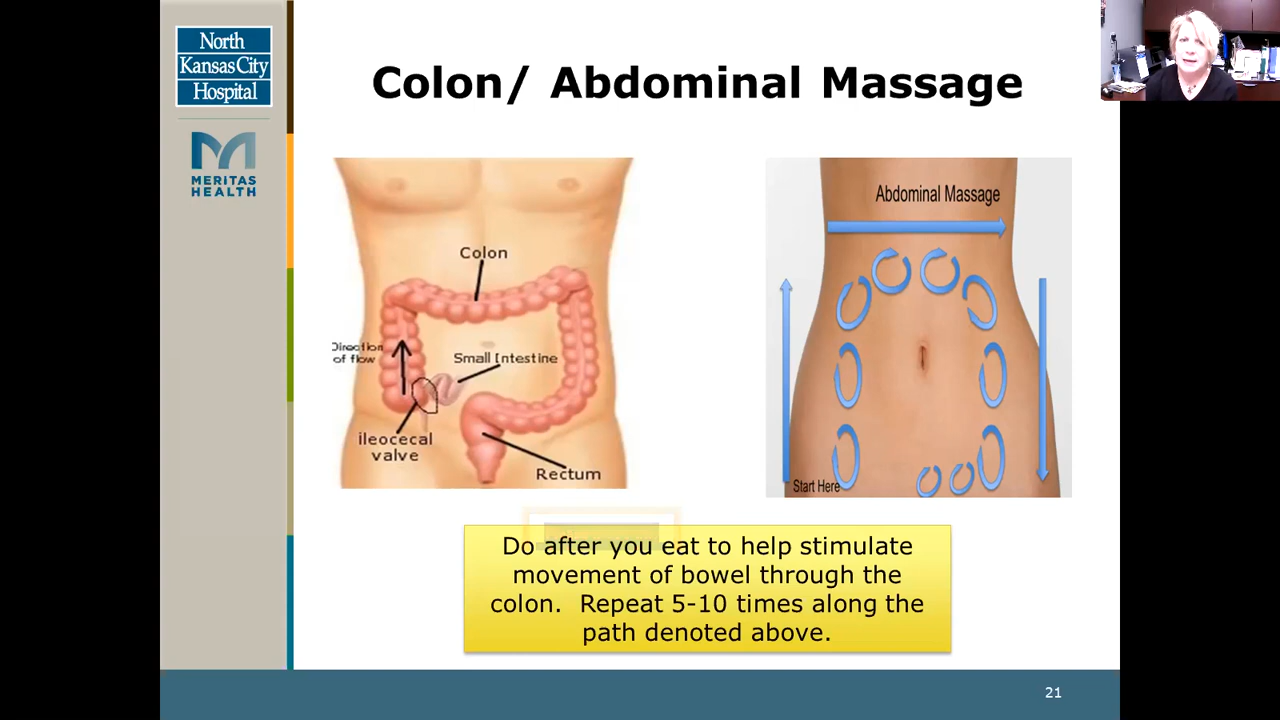 North
Kansas City
Hospital
MERITAS
HEALTH
Colon/ Abdominal Massage
Colon
Direction
of flow
Small Intestine
ileocecal
valve
Rectum
Abdominal Massage
Start Here
Do after you eat to help stimulate
movement of bowel through the
colon. Repeat 5-10 times along the
path denoted above.
21